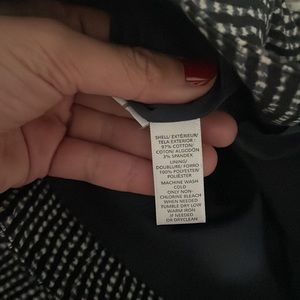 SHELL/ EXTÉRIEUR/
TELA EXTERIOR :
97% COTTON/
COTON/ ALGODÓN
3% SPANDEX
LINING/
DOUBLURE/ FORRO
100% POLYESTER/
POLIÉSTER
MACHINE WASH
COLD
ONLY NON-
CHLORINE BLEACH
WHEN NEEDED
TUMBLE DRY LOW
WARM IRON
IF NEEDED
OR DRYCLEAN